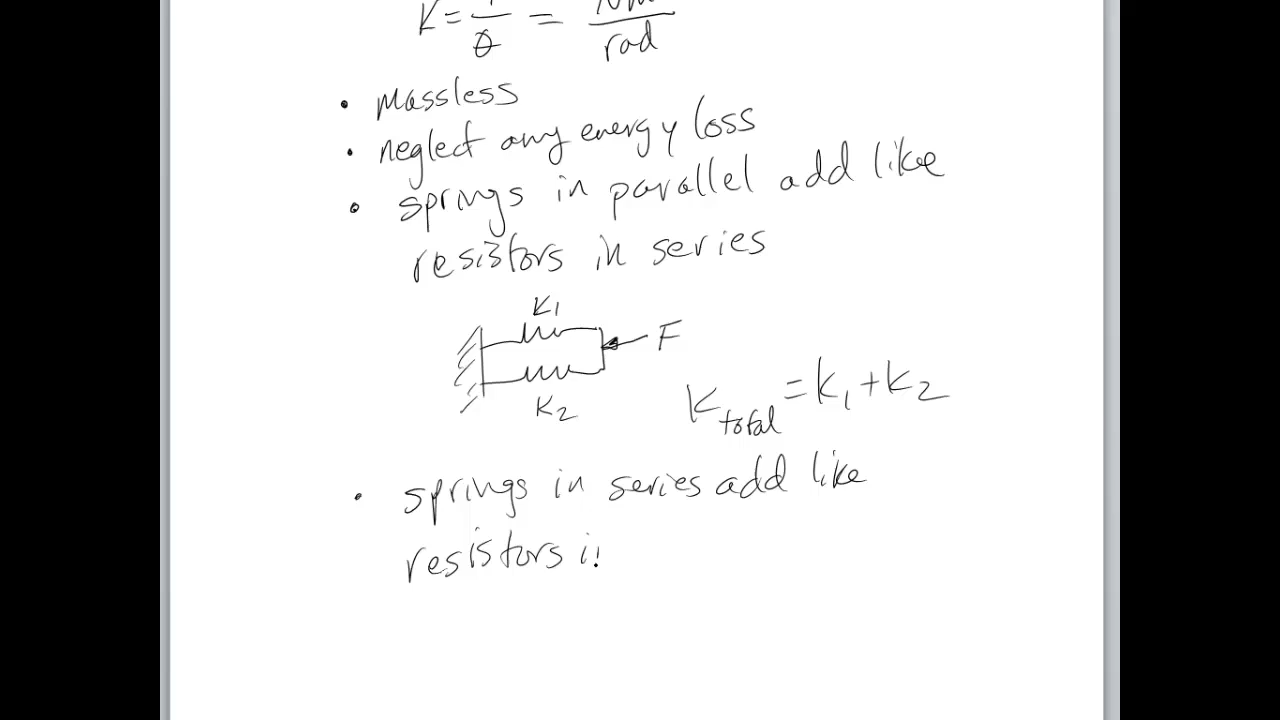 K = / θ = / rad
• massless
• neglect any energy loss
• springs in parallel add like
resistors in series
K1
F
K2
Ktotal = K1 + K2
• springs in series add like
resistors i